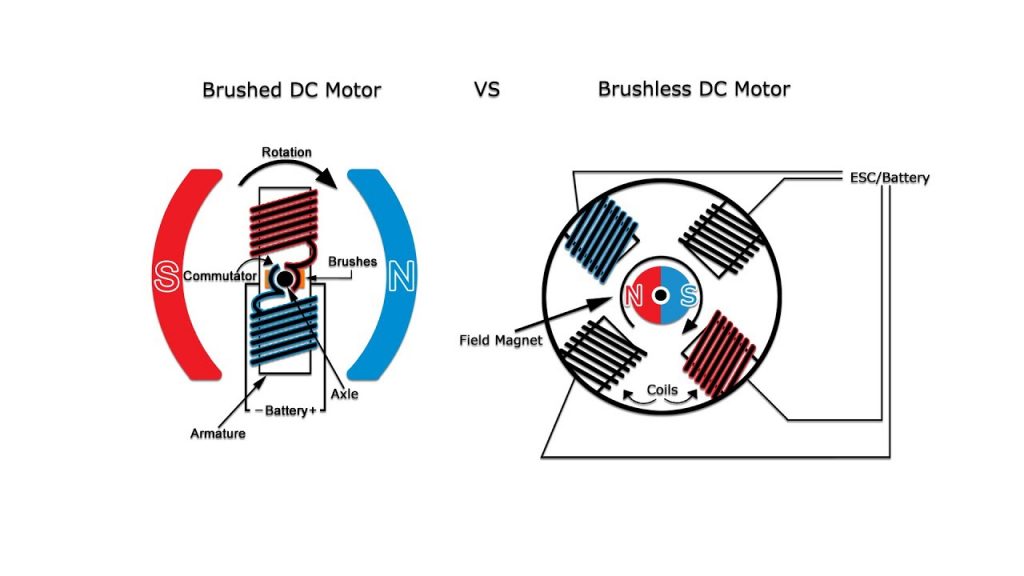 Brushed DC Motor
VS
Brushless DC Motor
Rotation
S
Commutator
Brushes
N
Axle
− Battery +
Armature
ESC/Battery
N
S
Field Magnet
Coils